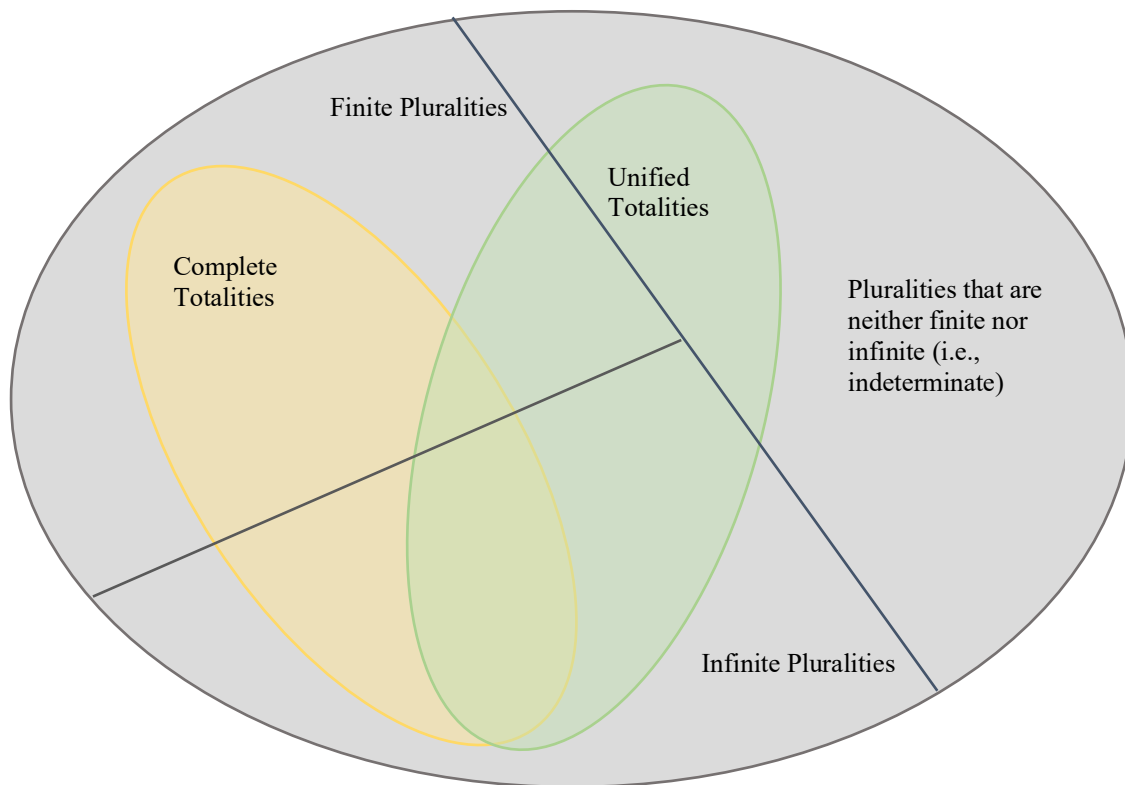 Finite Pluralities
Unified
Totalities
Complete
Totalities
Pluralities that are
neither finite nor
infinite (i.e.,
indeterminate)
Infinite Pluralities